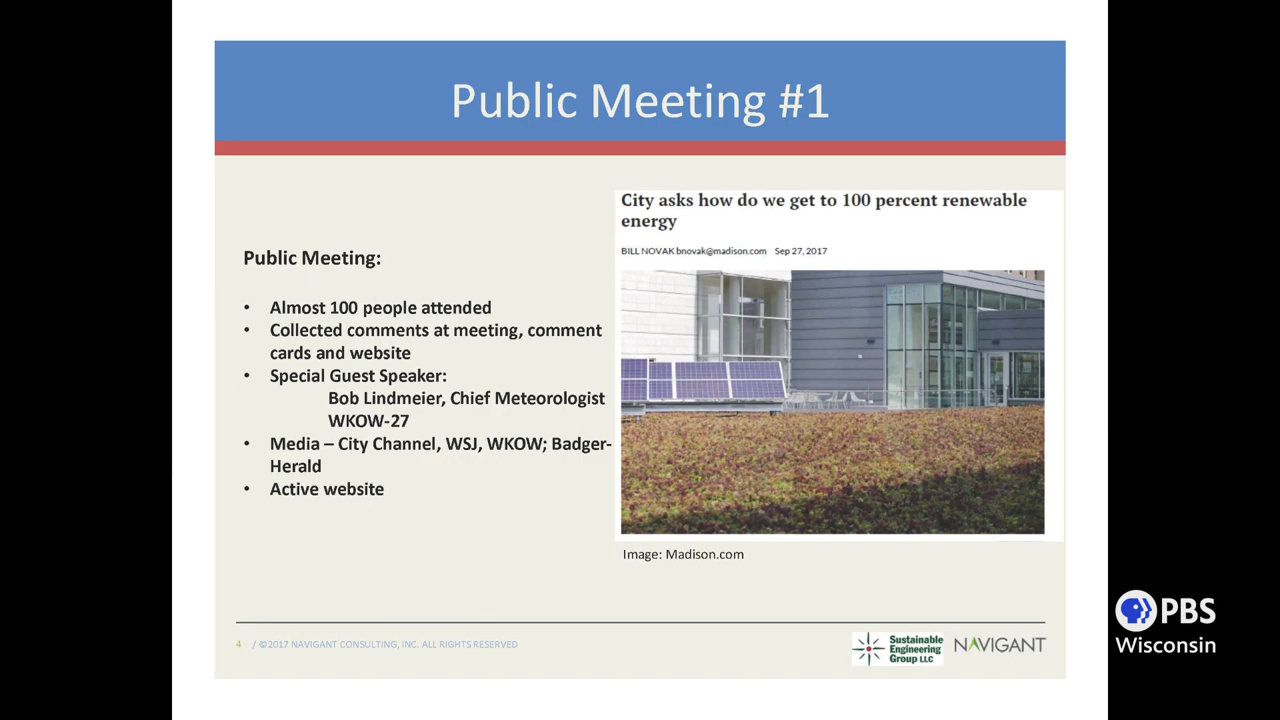 Public Meeting #1
City asks how do we get to 100 percent renewable
energy
BILL NOVAK bnovak@madison.com Sep 27, 2017
Public Meeting:
• Almost 100 people attended
• Collected comments at meeting, comment
cards and website
• Special Guest Speaker:
Bob Lindmeier, Chief Meteorologist
WKOW-27
• Media – City Channel, WSJ, WKOW; Badger-
Herald
• Active website
Image: Madison.com
4 / ©2017 NAVIGANT CONSULTING, INC. ALL RIGHTS RESERVED
Sustainable
Engineering
Group LLC
NAVIGANT
PBS
Wisconsin